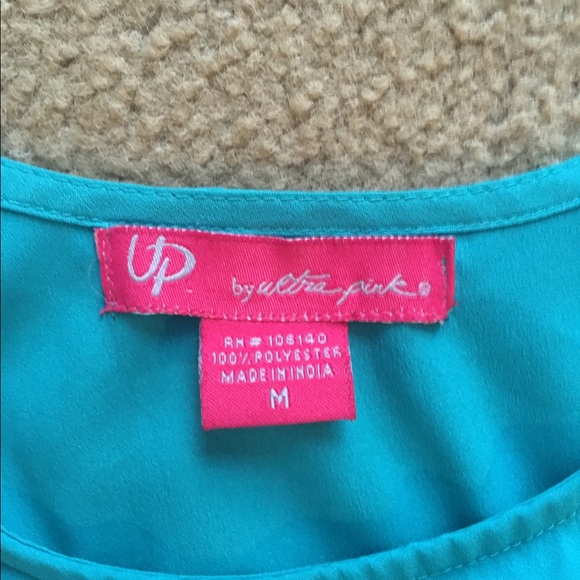 UP by ultra pink®
RN# 106140
100% POLYESTER
MADE IN INDIA
M